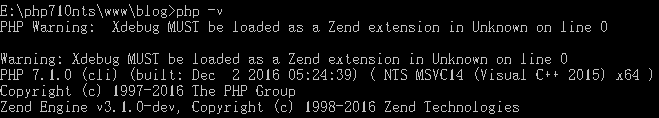 E:\php710nts\www\blog>php -v
PHP Warning:  Xdebug MUST be loaded as a Zend extension in Unknown on line 0

Warning: Xdebug MUST be loaded as a Zend extension in Unknown on line 0
PHP 7.1.0 (cli) (built: Dec  2 2016 05:24:39) ( NTS MSVC14 (Visual C++ 2015) x64 )
Copyright (c) 1997-2016 The PHP Group
Zend Engine v3.1.0-dev, Copyright (c) 1998-2016 Zend Technologies